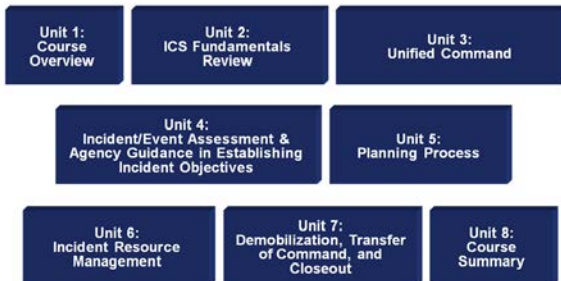 Unit 1:
Course
Overview
Unit 2:
ICS Fundamentals
Review
Unit 3:
Unified Command
Unit 4:
Incident/Event Assessment &
Agency Guidance in Establishing
Incident Objectives
Unit 5:
Planning Process
Unit 6:
Incident Resource
Management
Unit 7:
Demobilization, Transfer
of Command, and
Closeout
Unit 8:
Course
Summary